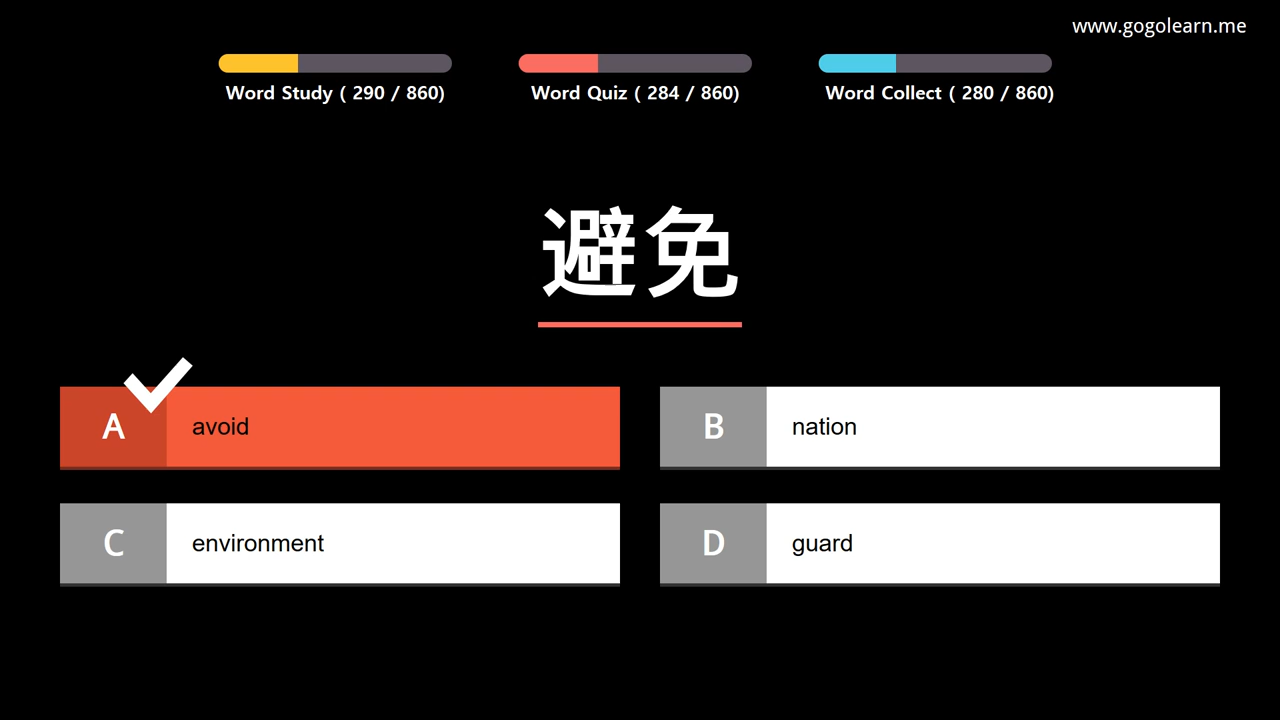 www.gogolearn.me
Word Study ( 290 / 860)
Word Quiz ( 284 / 860)
Word Collect ( 280 / 860)
避免
A avoid
B nation
C environment
D guard